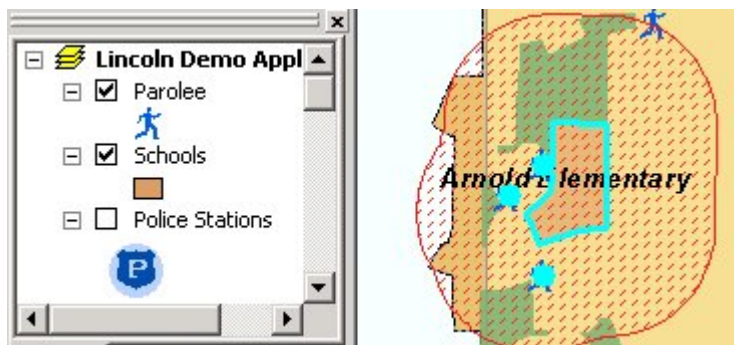 Lincoln Demo Appl
Parolee
Schools
Police Stations
P
Arnold Elementary